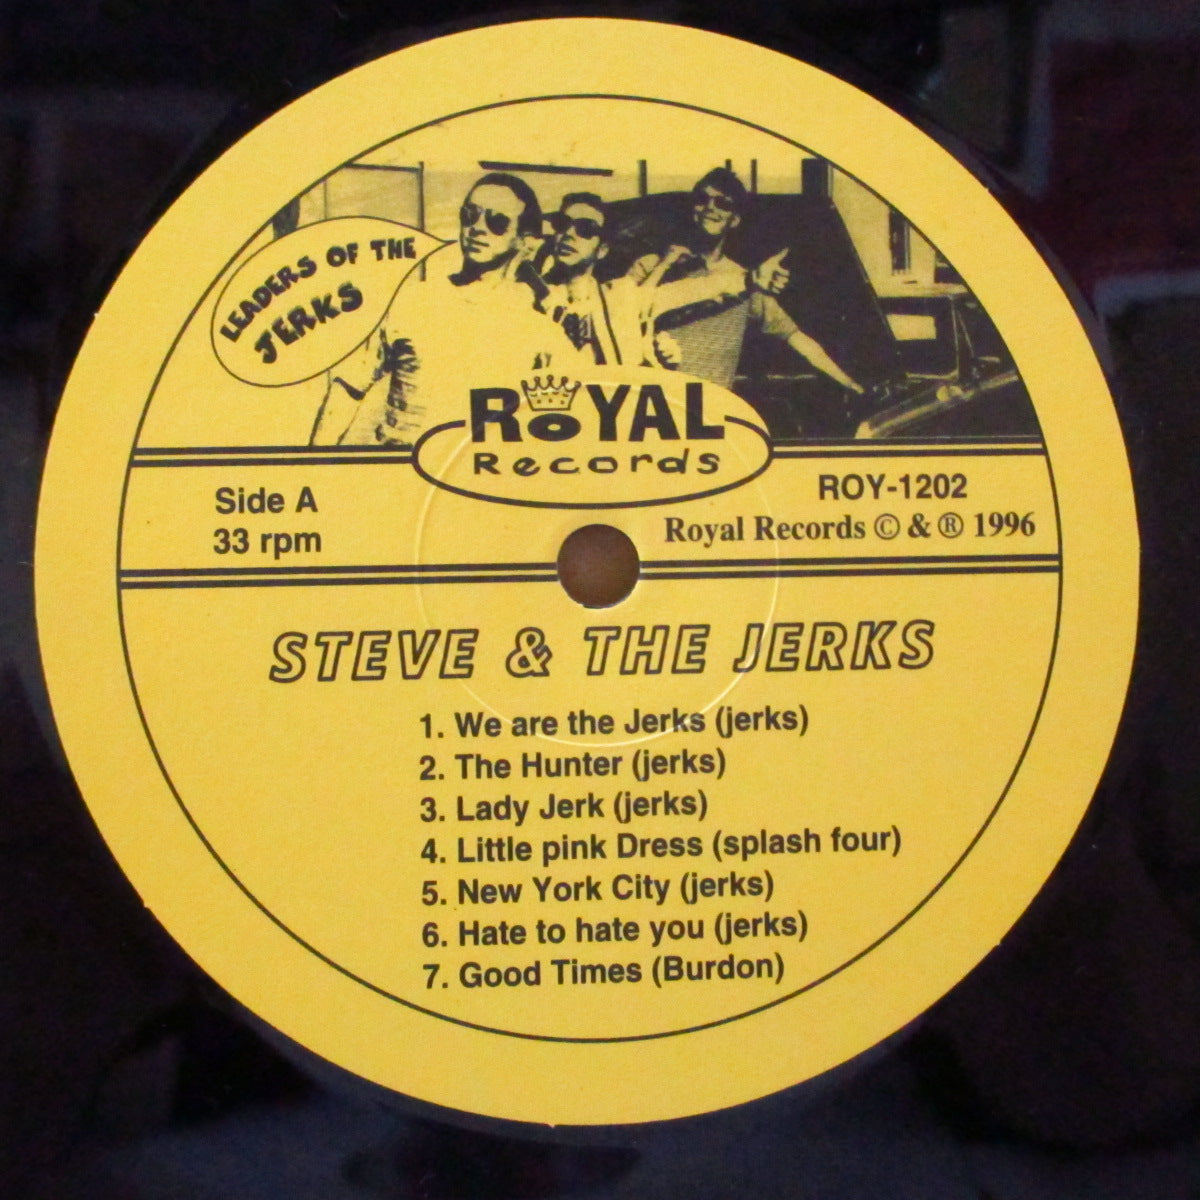 LEADERS OF THE
JERKS
ROYAL
Records
Side A
33 rpm
ROY-1202
Royal Records © & ® 1996
STEVE & THE JERKS
1. We are the Jerks (jerks)
2. The Hunter (jerks)
3. Lady Jerk (jerks)
4. Little pink Dress (splash four)
5. New York City (jerks)
6. Hate to hate you (jerks)
7. Good Times (Burdon)